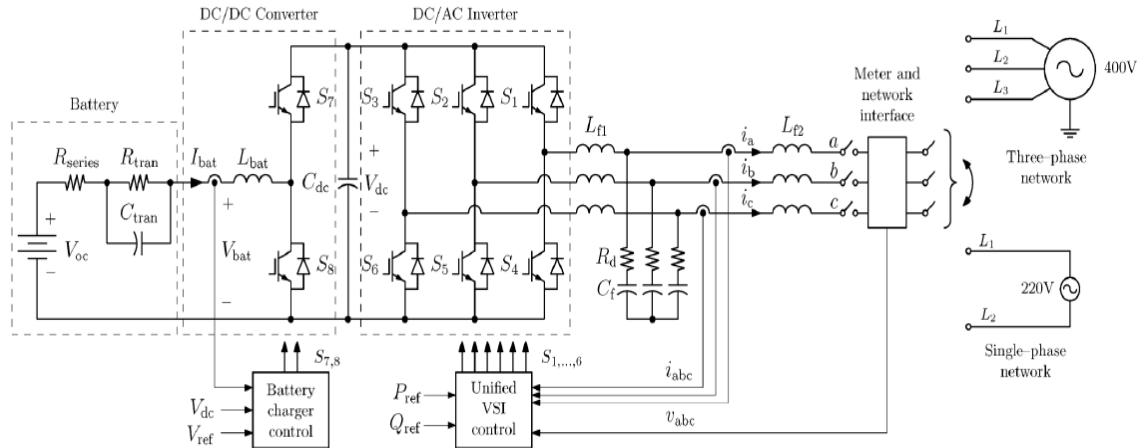 DC/DC Converter
DC/AC Inverter
Battery
R_series
R_tran
C_tran
V_oc
+
−
I_bat
L_bat
+
V_bat
−
S_7
S_8
C_dc
+
V_dc
−
S_3
S_2
S_1
S_6
S_5
S_4
L_f1
R_d
C_f
i_a
i_b
i_c
L_f2
a
b
c
Meter and
network
interface
L_1
L_2
L_3
400V
Three–phase
network
L_1
220V
L_2
Single–phase
network
S_7,8
Battery
charger
control
V_dc
V_ref
S_1,...,6
Unified
VSI
control
P_ref
Q_ref
i_abc
v_abc